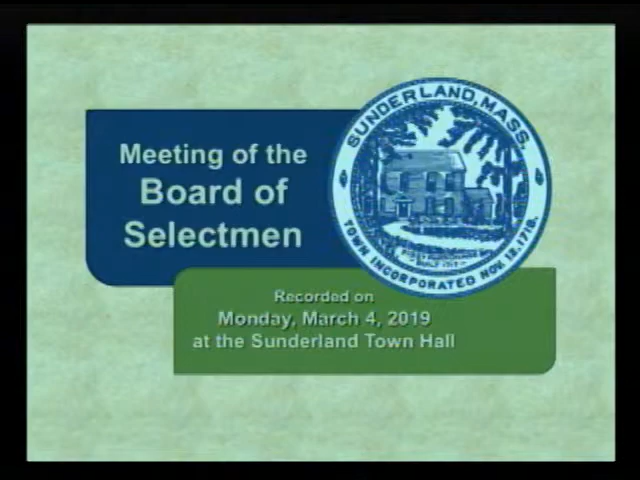 Meeting of the
Board of
Selectmen
SUNDERLAND, MASS.
TOWN INCORPORATED NOV. 12, 1718.
Recorded on
Monday, March 4, 2019
at the Sunderland Town Hall